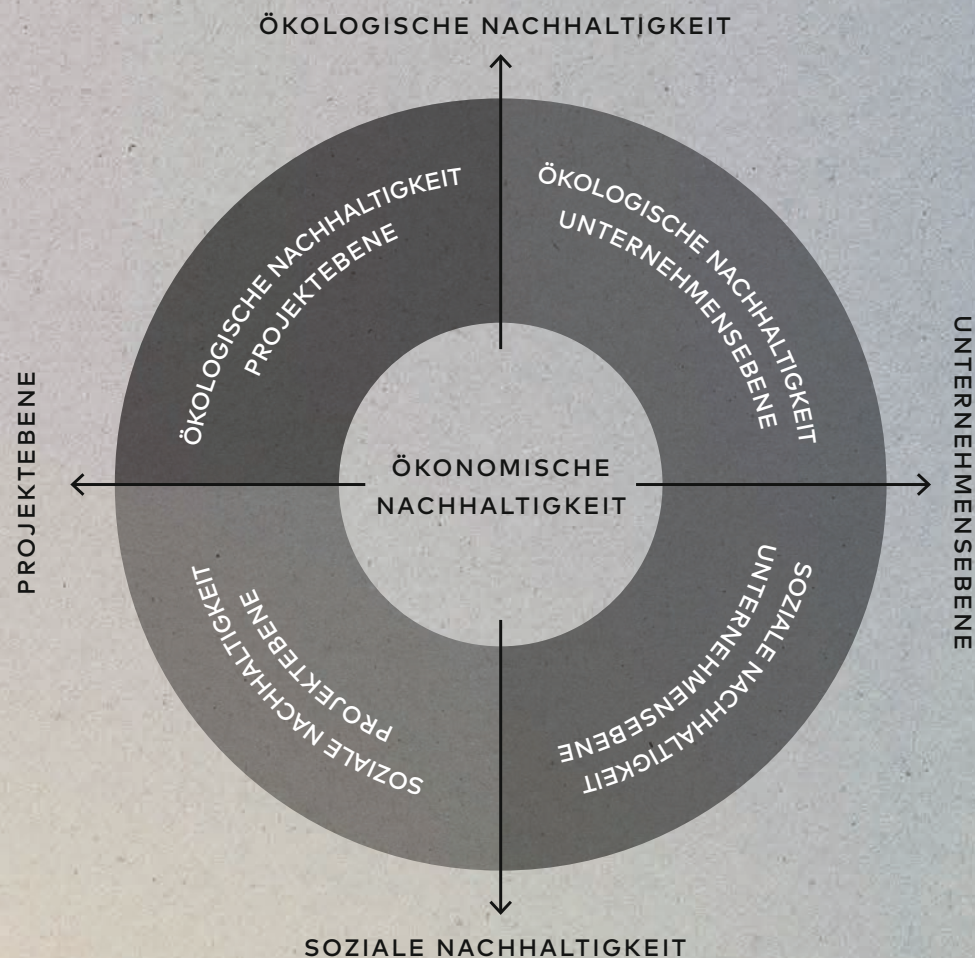 ÖKOLOGISCHE NACHHALTIGKEIT
ÖKOLOGISCHE NACHHALTIGKEIT
PROJEKTEBENE
ÖKOLOGISCHE NACHHALTIGKEIT
UNTERNEHMENSEBENE
PROJEKTEBENE
ÖKONOMISCHE
NACHHALTIGKEIT
UNTERNEHMENSEBENE
SOZIALE NACHHALTIGKEIT
PROJEKTEBENE
SOZIALE NACHHALTIGKEIT
UNTERNEHMENSEBENE
SOZIALE NACHHALTIGKEIT